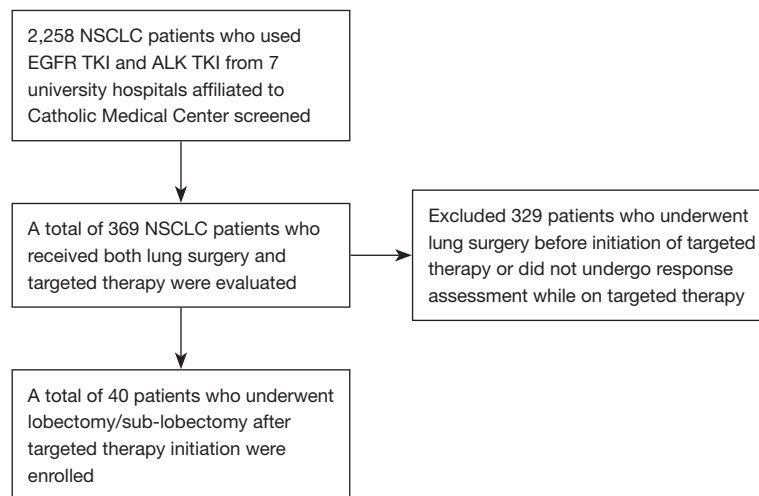 2,258 NSCLC patients who used
EGFR TKI and ALK TKI from 7
university hospitals affiliated to
Catholic Medical Center screened
A total of 369 NSCLC patients who
received both lung surgery and
targeted therapy were evaluated
Excluded 329 patients who underwent
lung surgery before initiation of targeted
therapy or did not undergo response
assessment while on targeted therapy
A total of 40 patients who underwent
lobectomy/sub-lobectomy after
targeted therapy initiation were
enrolled